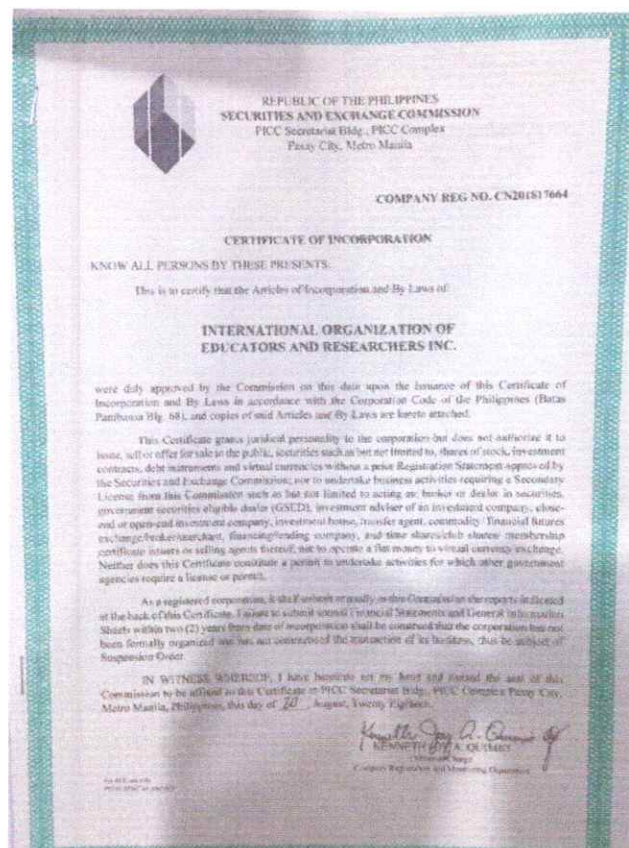 REPUBLIC OF THE PHILIPPINES
SECURITIES AND EXCHANGE COMMISSION
PICC Secretariat Bldg., PICC Complex
Pasay City, Metro Manila
COMPANY REG NO. CN201817664
CERTIFICATE OF INCORPORATION
KNOW ALL PERSONS BY THESE PRESENTS:
This is to certify that the Articles of Incorporation and By Laws of
INTERNATIONAL ORGANIZATION OF
EDUCATORS AND RESEARCHERS INC.
were duly approved by the Commission on this date upon the issuance of this Certificate of
Incorporation and By Laws in accordance with the Corporation Code of the Philippines (Batas
Pambansa Blg. 68), and copies of said Articles and By Laws are hereto attached.
This Certificate grants juridical personality to the corporation but does not authorize it to
issue, sell or offer for sale to the public, securities such as but not limited to, shares of stock, investment
contracts, debt instruments and virtual currencies without a prior Registration Statement approved by
the Securities and Exchange Commission; nor to undertake business activities requiring a Secondary
License from this Commission such as but not limited to acting as: broker or dealer in securities,
government securities eligible dealer (GSED), investment adviser of an investment company, close-
end or open-end investment company, investment house, transfer agent, commodity / financial futures
exchange/broker/merchant, financing/lending company, and time shares/club shares/ membership
certificate issuers or selling agents thereof; nor to operate a fiat money to virtual currency exchange.
Neither does this Certificate constitute a permit to undertake activities for which other government
agencies require a license or permit.
As a registered corporation, it shall submit annually to this Commission the reports indicated
at the back of this Certificate. Failure to submit annual Financial Statements and General Information
Sheets within two (2) years from date of incorporation shall be construed that the corporation has not
been formally organized and has not commenced the transaction of its business, thus be subject of
Suspension Order.
IN WITNESS WHEREOF, I have hereunto set my hand and caused the seal of this
Commission to be affixed to this Certificate at PICC Secretariat Bldg., PICC Complex Pasay City,
Metro Manila, Philippines, this day of 20 August, Twenty Eighteen.
KENNETH JOY A. QUIMIO
Company Registration and Monitoring Department